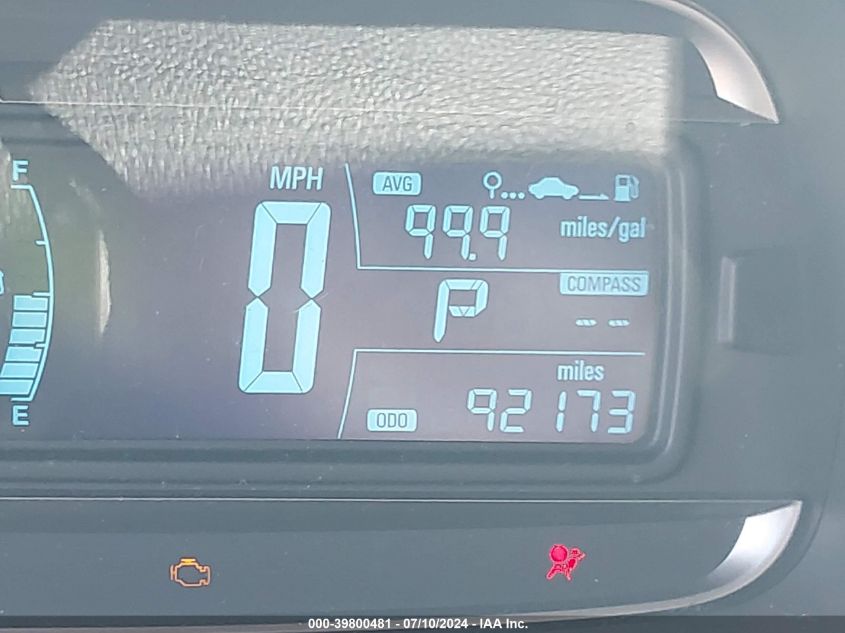 F
MPH
AVG
99.9
miles/gal
0
P
COMPASS
-- --
miles
E
ODO
92173
000-39800481 - 07/10/2024 - IAA Inc.